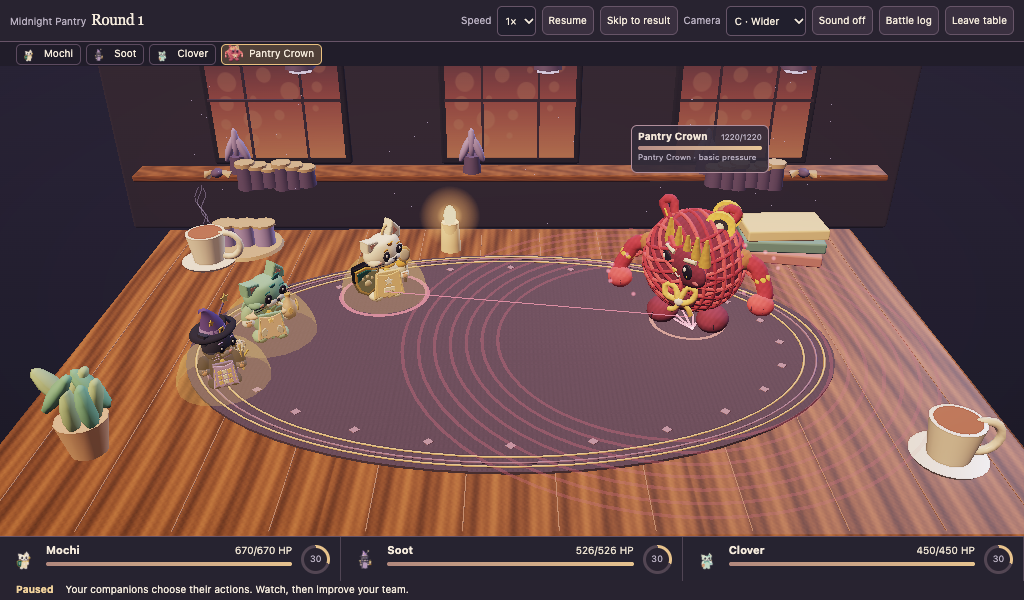 Midnight Pantry Round 1
Speed 1x Resume Skip to result Camera C · Wider Sound off Battle log Leave table
Mochi Soot Clover Pantry Crown
Pantry Crown 1220/1220
Pantry Crown · basic pressure
Mochi 670/670 HP 30
Soot 526/526 HP 30
Clover 450/450 HP 30
Paused Your companions choose their actions. Watch, then improve your team.